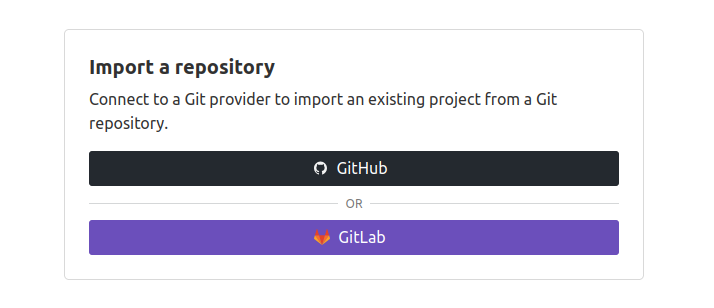 Import a repository
Connect to a Git provider to import an existing project from a Git
repository.
GitHub
OR
GitLab